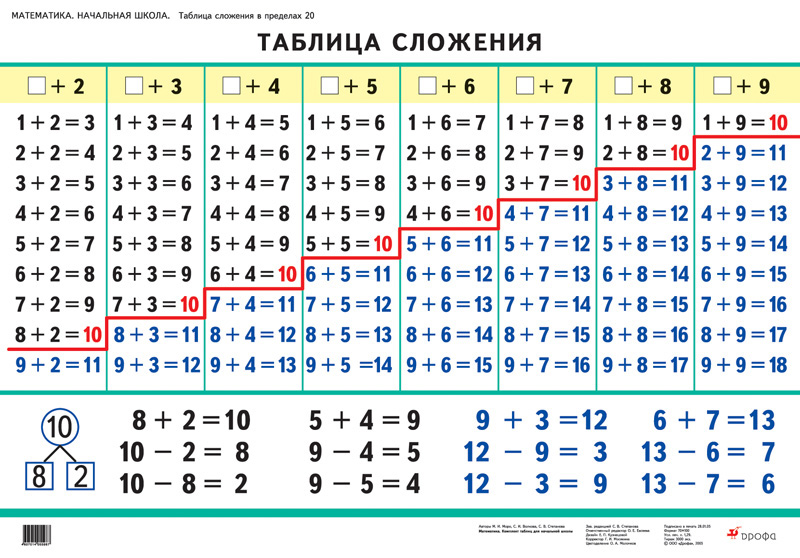 МАТЕМАТИКА. НАЧАЛЬНАЯ ШКОЛА. Таблица сложения в пределах 20
ТАБЛИЦА СЛОЖЕНИЯ
□ + 2 □ + 3 □ + 4 □ + 5 □ + 6 □ + 7 □ + 8 □ + 9
1 + 2 = 3 1 + 3 = 4 1 + 4 = 5 1 + 5 = 6 1 + 6 = 7 1 + 7 = 8 1 + 8 = 9 1 + 9 = 10
2 + 2 = 4 2 + 3 = 5 2 + 4 = 6 2 + 5 = 7 2 + 6 = 8 2 + 7 = 9 2 + 8 = 10 2 + 9 = 11
3 + 2 = 5 3 + 3 = 6 3 + 4 = 7 3 + 5 = 8 3 + 6 = 9 3 + 7 = 10 3 + 8 = 11 3 + 9 = 12
4 + 2 = 6 4 + 3 = 7 4 + 4 = 8 4 + 5 = 9 4 + 6 = 10 4 + 7 = 11 4 + 8 = 12 4 + 9 = 13
5 + 2 = 7 5 + 3 = 8 5 + 4 = 9 5 + 5 = 10 5 + 6 = 11 5 + 7 = 12 5 + 8 = 13 5 + 9 = 14
6 + 2 = 8 6 + 3 = 9 6 + 4 = 10 6 + 5 = 11 6 + 6 = 12 6 + 7 = 13 6 + 8 = 14 6 + 9 = 15
7 + 2 = 9 7 + 3 = 10 7 + 4 = 11 7 + 5 = 12 7 + 6 = 13 7 + 7 = 14 7 + 8 = 15 7 + 9 = 16
8 + 2 = 10 8 + 3 = 11 8 + 4 = 12 8 + 5 = 13 8 + 6 = 14 8 + 7 = 15 8 + 8 = 16 8 + 9 = 17
9 + 2 = 11 9 + 3 = 12 9 + 4 = 13 9 + 5 = 14 9 + 6 = 15 9 + 7 = 16 9 + 8 = 17 9 + 9 = 18
10
8 2
8 + 2 = 10 5 + 4 = 9 9 + 3 = 12 6 + 7 = 13
10 − 2 = 8 9 − 4 = 5 12 − 9 = 3 13 − 6 = 7
10 − 8 = 2 9 − 5 = 4 12 − 3 = 9 13 − 7 = 6
Авторы М. И. Моро, С. И. Волкова, С. В. Степанова
Математика. Комплект таблиц для начальной школы
Зав. редакцией С. В. Степанова
дрофа